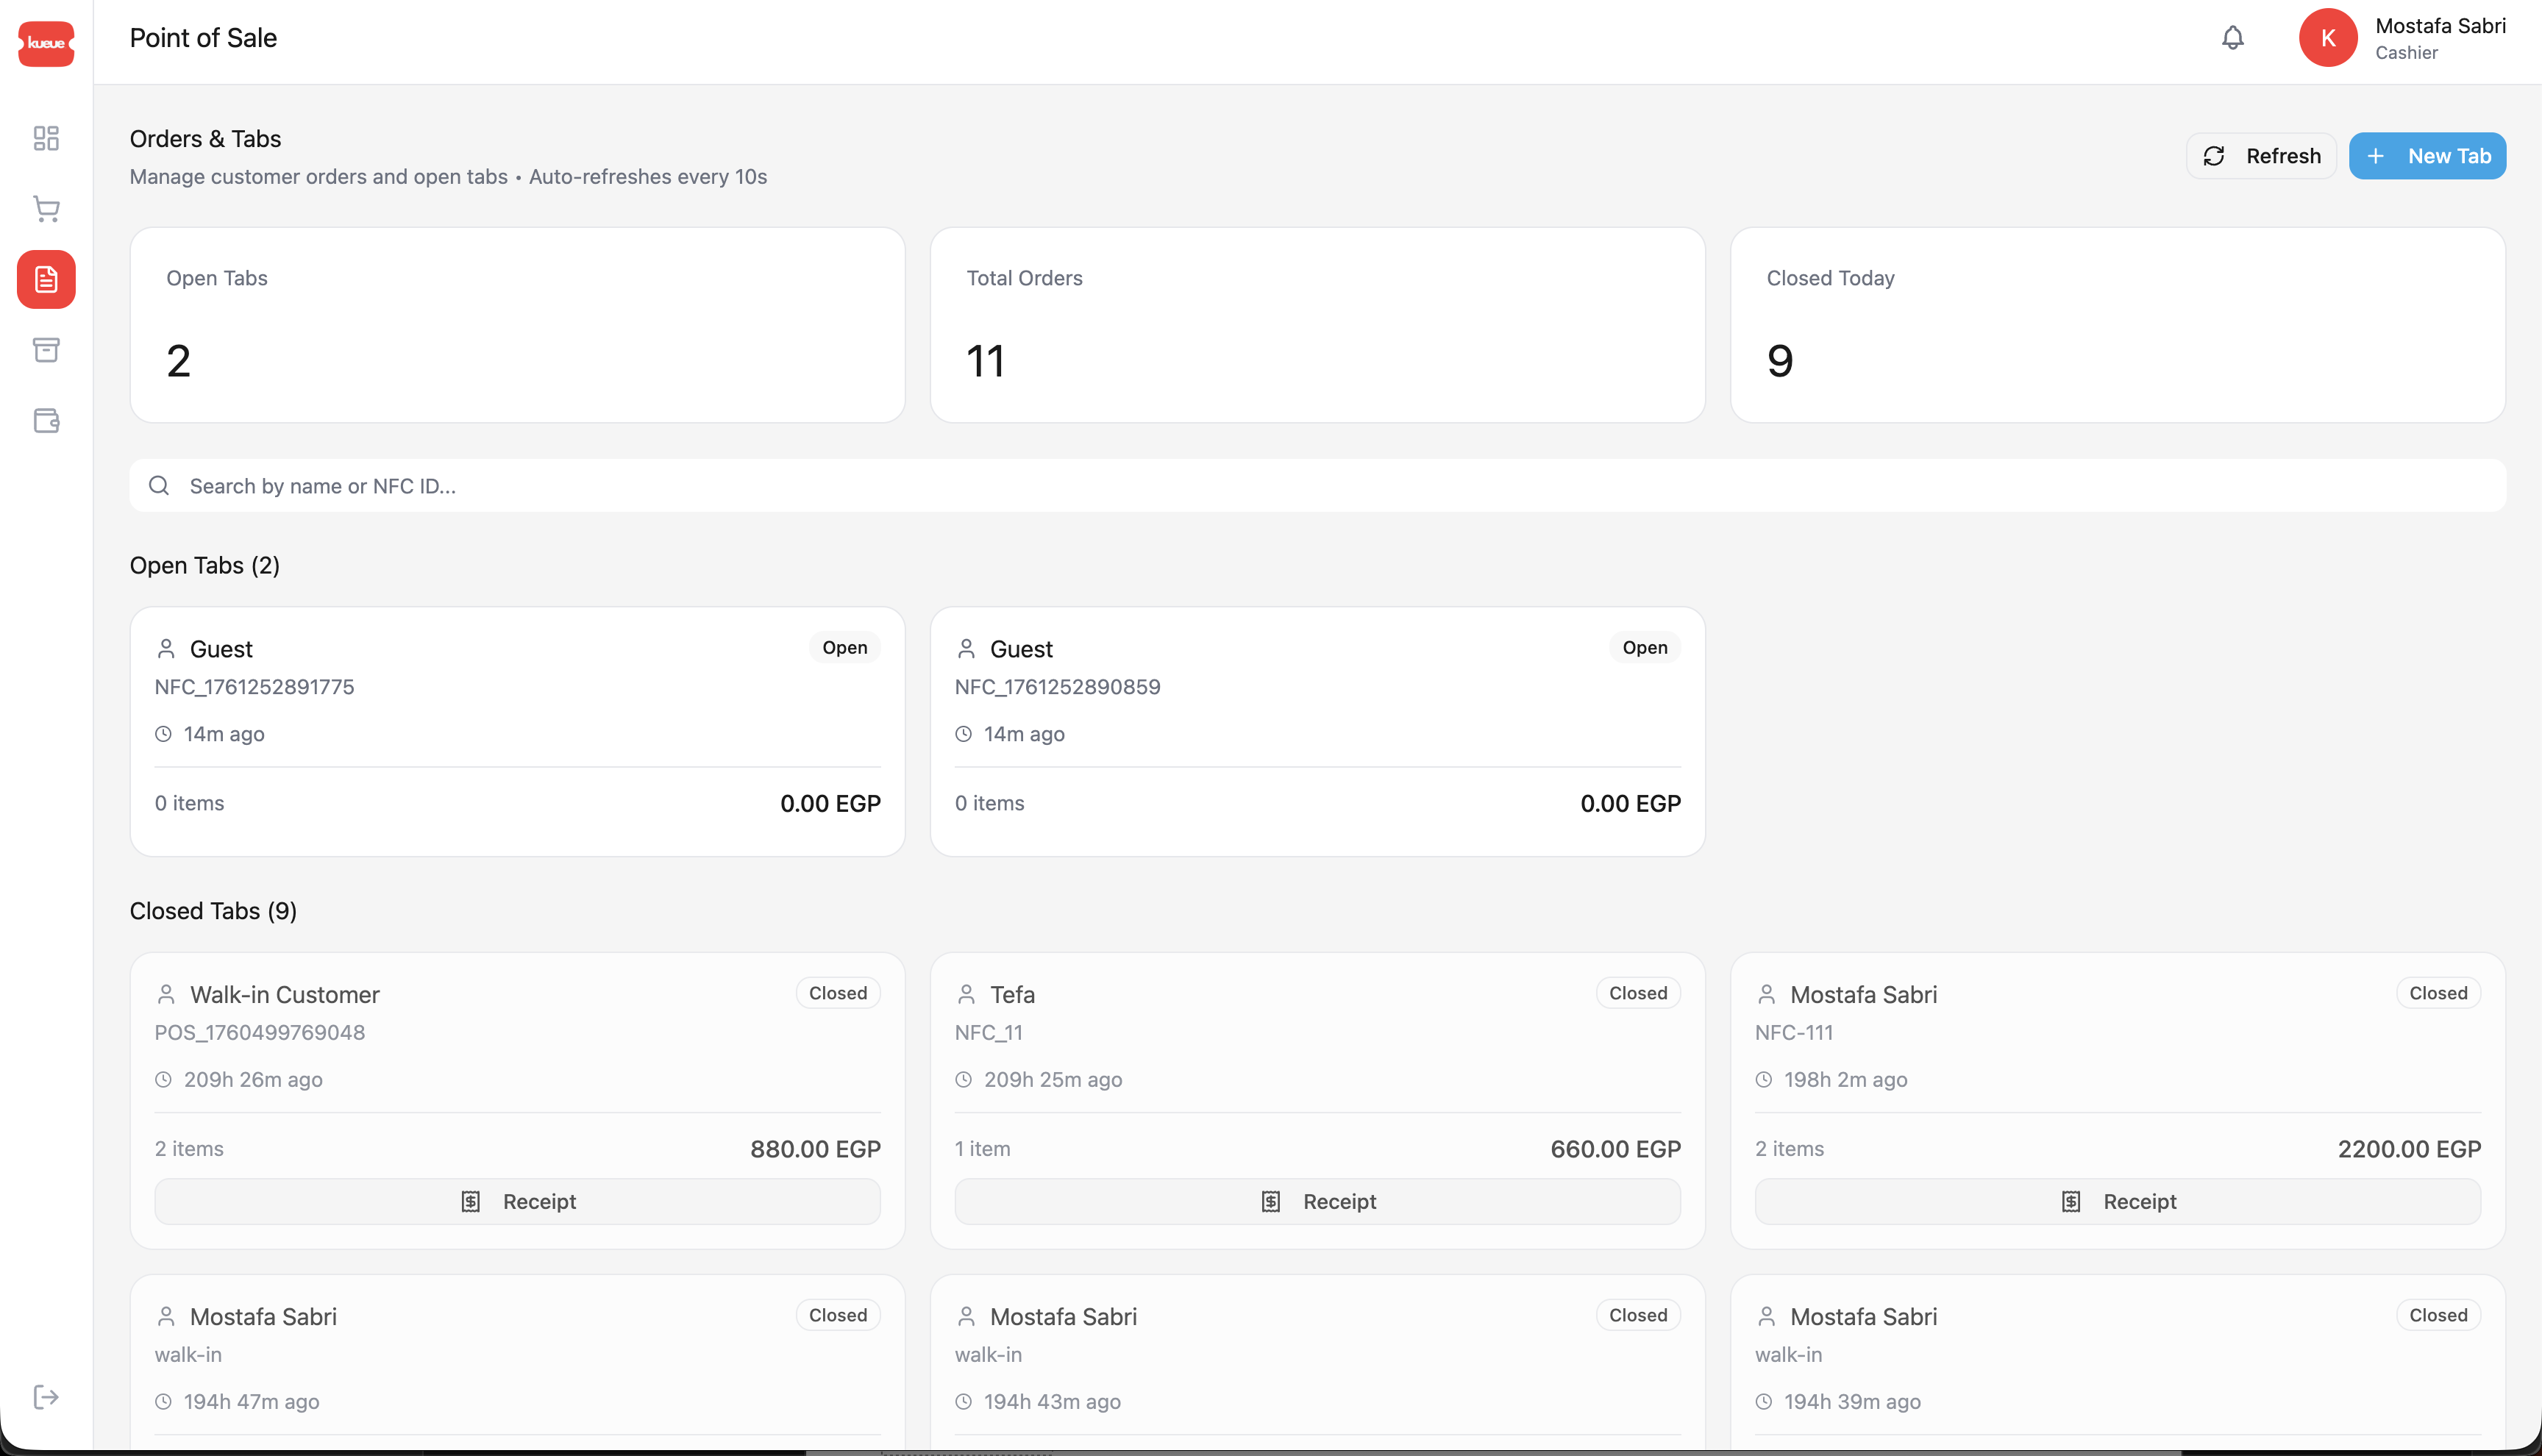 kueue
Point of Sale
K
Mostafa Sabri
Cashier
Orders & Tabs
Manage customer orders and open tabs • Auto-refreshes every 10s
Refresh
+ New Tab
Open Tabs
2
Total Orders
11
Closed Today
9
Search by name or NFC ID...
Open Tabs (2)
Guest
Open
NFC_1761252891775
14m ago
0 items
0.00 EGP
Guest
Open
NFC_1761252890859
14m ago
0 items
0.00 EGP
Closed Tabs (9)
Walk-in Customer
Closed
POS_1760499769048
209h 26m ago
2 items
880.00 EGP
Receipt
Tefa
Closed
NFC_11
209h 25m ago
1 item
660.00 EGP
Receipt
Mostafa Sabri
Closed
NFC-111
198h 2m ago
2 items
2200.00 EGP
Receipt
Mostafa Sabri
Closed
walk-in
194h 47m ago
Mostafa Sabri
Closed
walk-in
194h 43m ago
Mostafa Sabri
Closed
walk-in
194h 39m ago